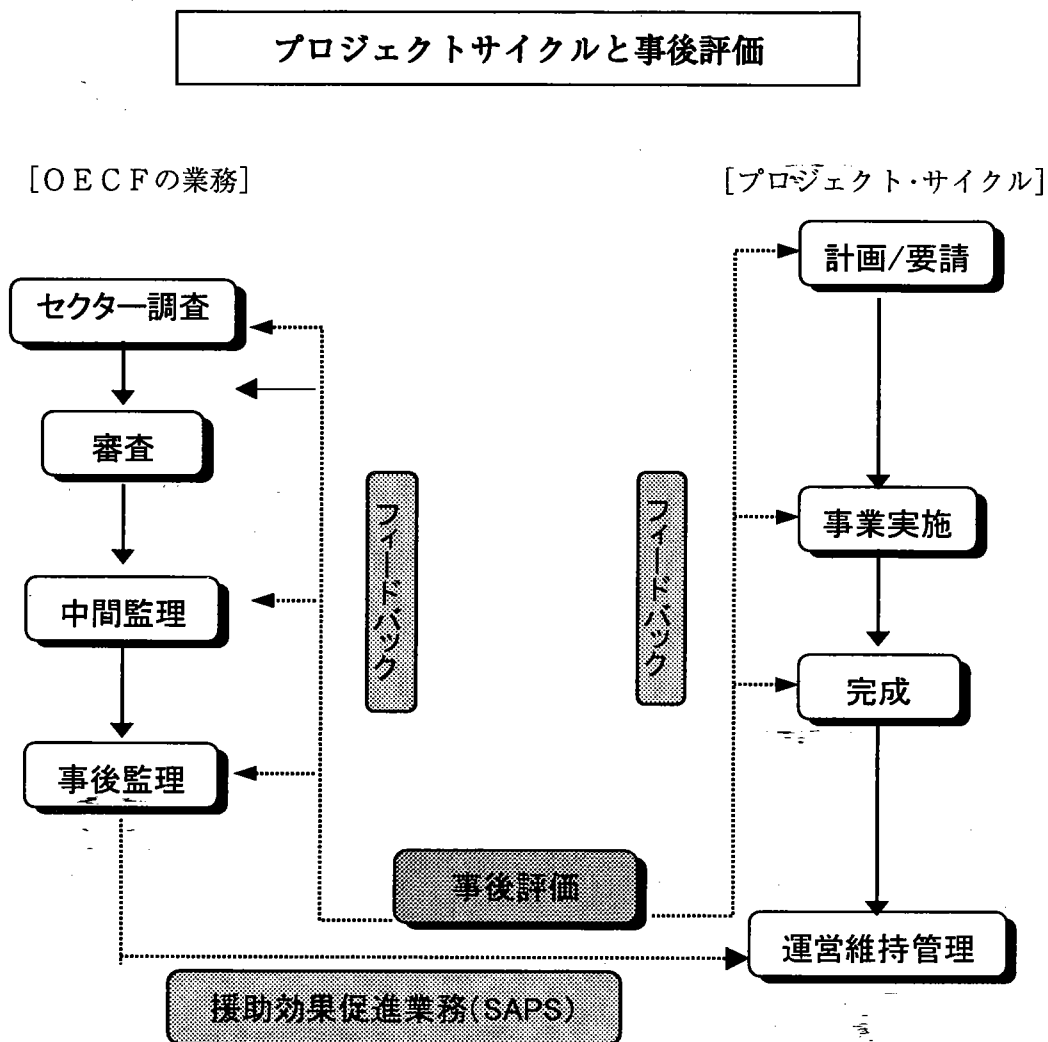 プロジェクトサイクルと事後評価
[OECFの業務]
[プロジェクト・サイクル]
セクター調査
審査
中間監理
事後監理
フィードバック
フィードバック
計画/要請
事業実施
完成
運営維持管理
事後評価
援助効果促進業務(SAPS)